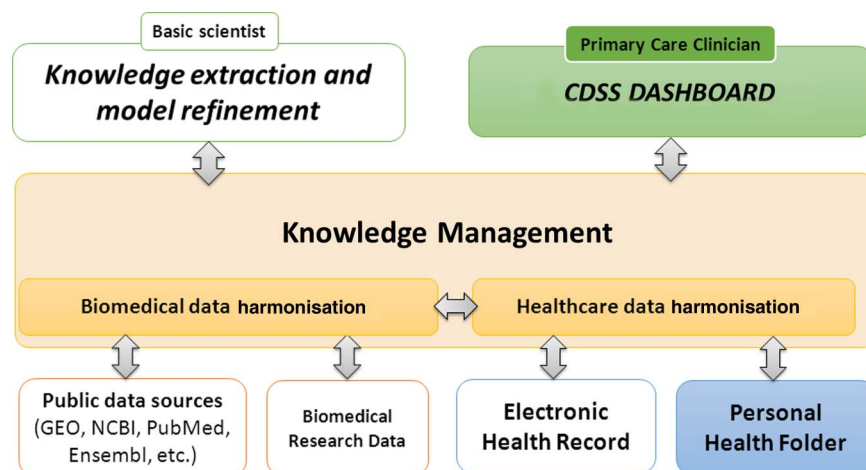 Basic scientist
Knowledge extraction and
model refinement
Primary Care Clinician
CDSS DASHBOARD
Knowledge Management
Biomedical data harmonisation
Healthcare data harmonisation
Public data sources
(GEO, NCBI, PubMed,
Ensembl, etc.)
Biomedical
Research Data
Electronic
Health Record
Personal
Health Folder